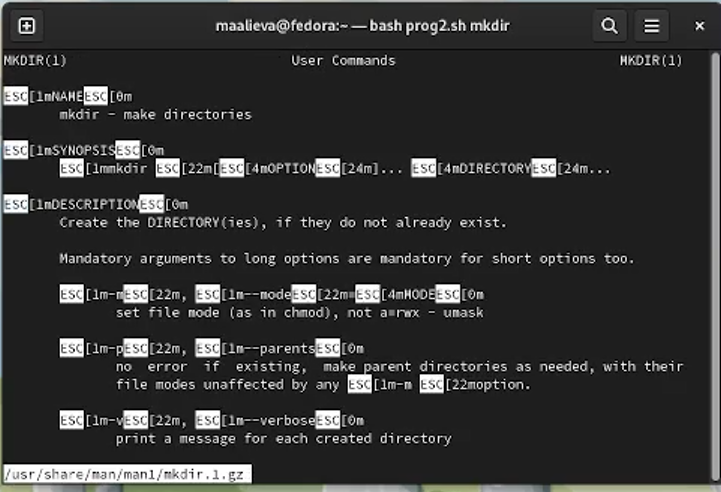 maalieva@fedora:~ — bash prog2.sh mkdir
MKDIR(1) User Commands MKDIR(1)
ESC[1mNAMEESC[0m
mkdir - make directories
ESC[1mSYNOPSISESC[0m
ESC[1mmkdir ESC[22m[ESC[4mOPTIONESC[24m]... ESC[4mDIRECTORYESC[24m...
ESC[1mDESCRIPTIONESC[0m
Create the DIRECTORY(ies), if they do not already exist.
Mandatory arguments to long options are mandatory for short options too.
ESC[1m-mESC[22m, ESC[1m--modeESC[22m=ESC[4mMODEESC[0m
set file mode (as in chmod), not a=rwx - umask
ESC[1m-pESC[22m, ESC[1m--parentsESC[0m
no error if existing, make parent directories as needed, with their
file modes unaffected by any ESC[1m-m ESC[22moption.
ESC[1m-vESC[22m, ESC[1m--verboseESC[0m
print a message for each created directory
/usr/share/man/man1/mkdir.1.gz